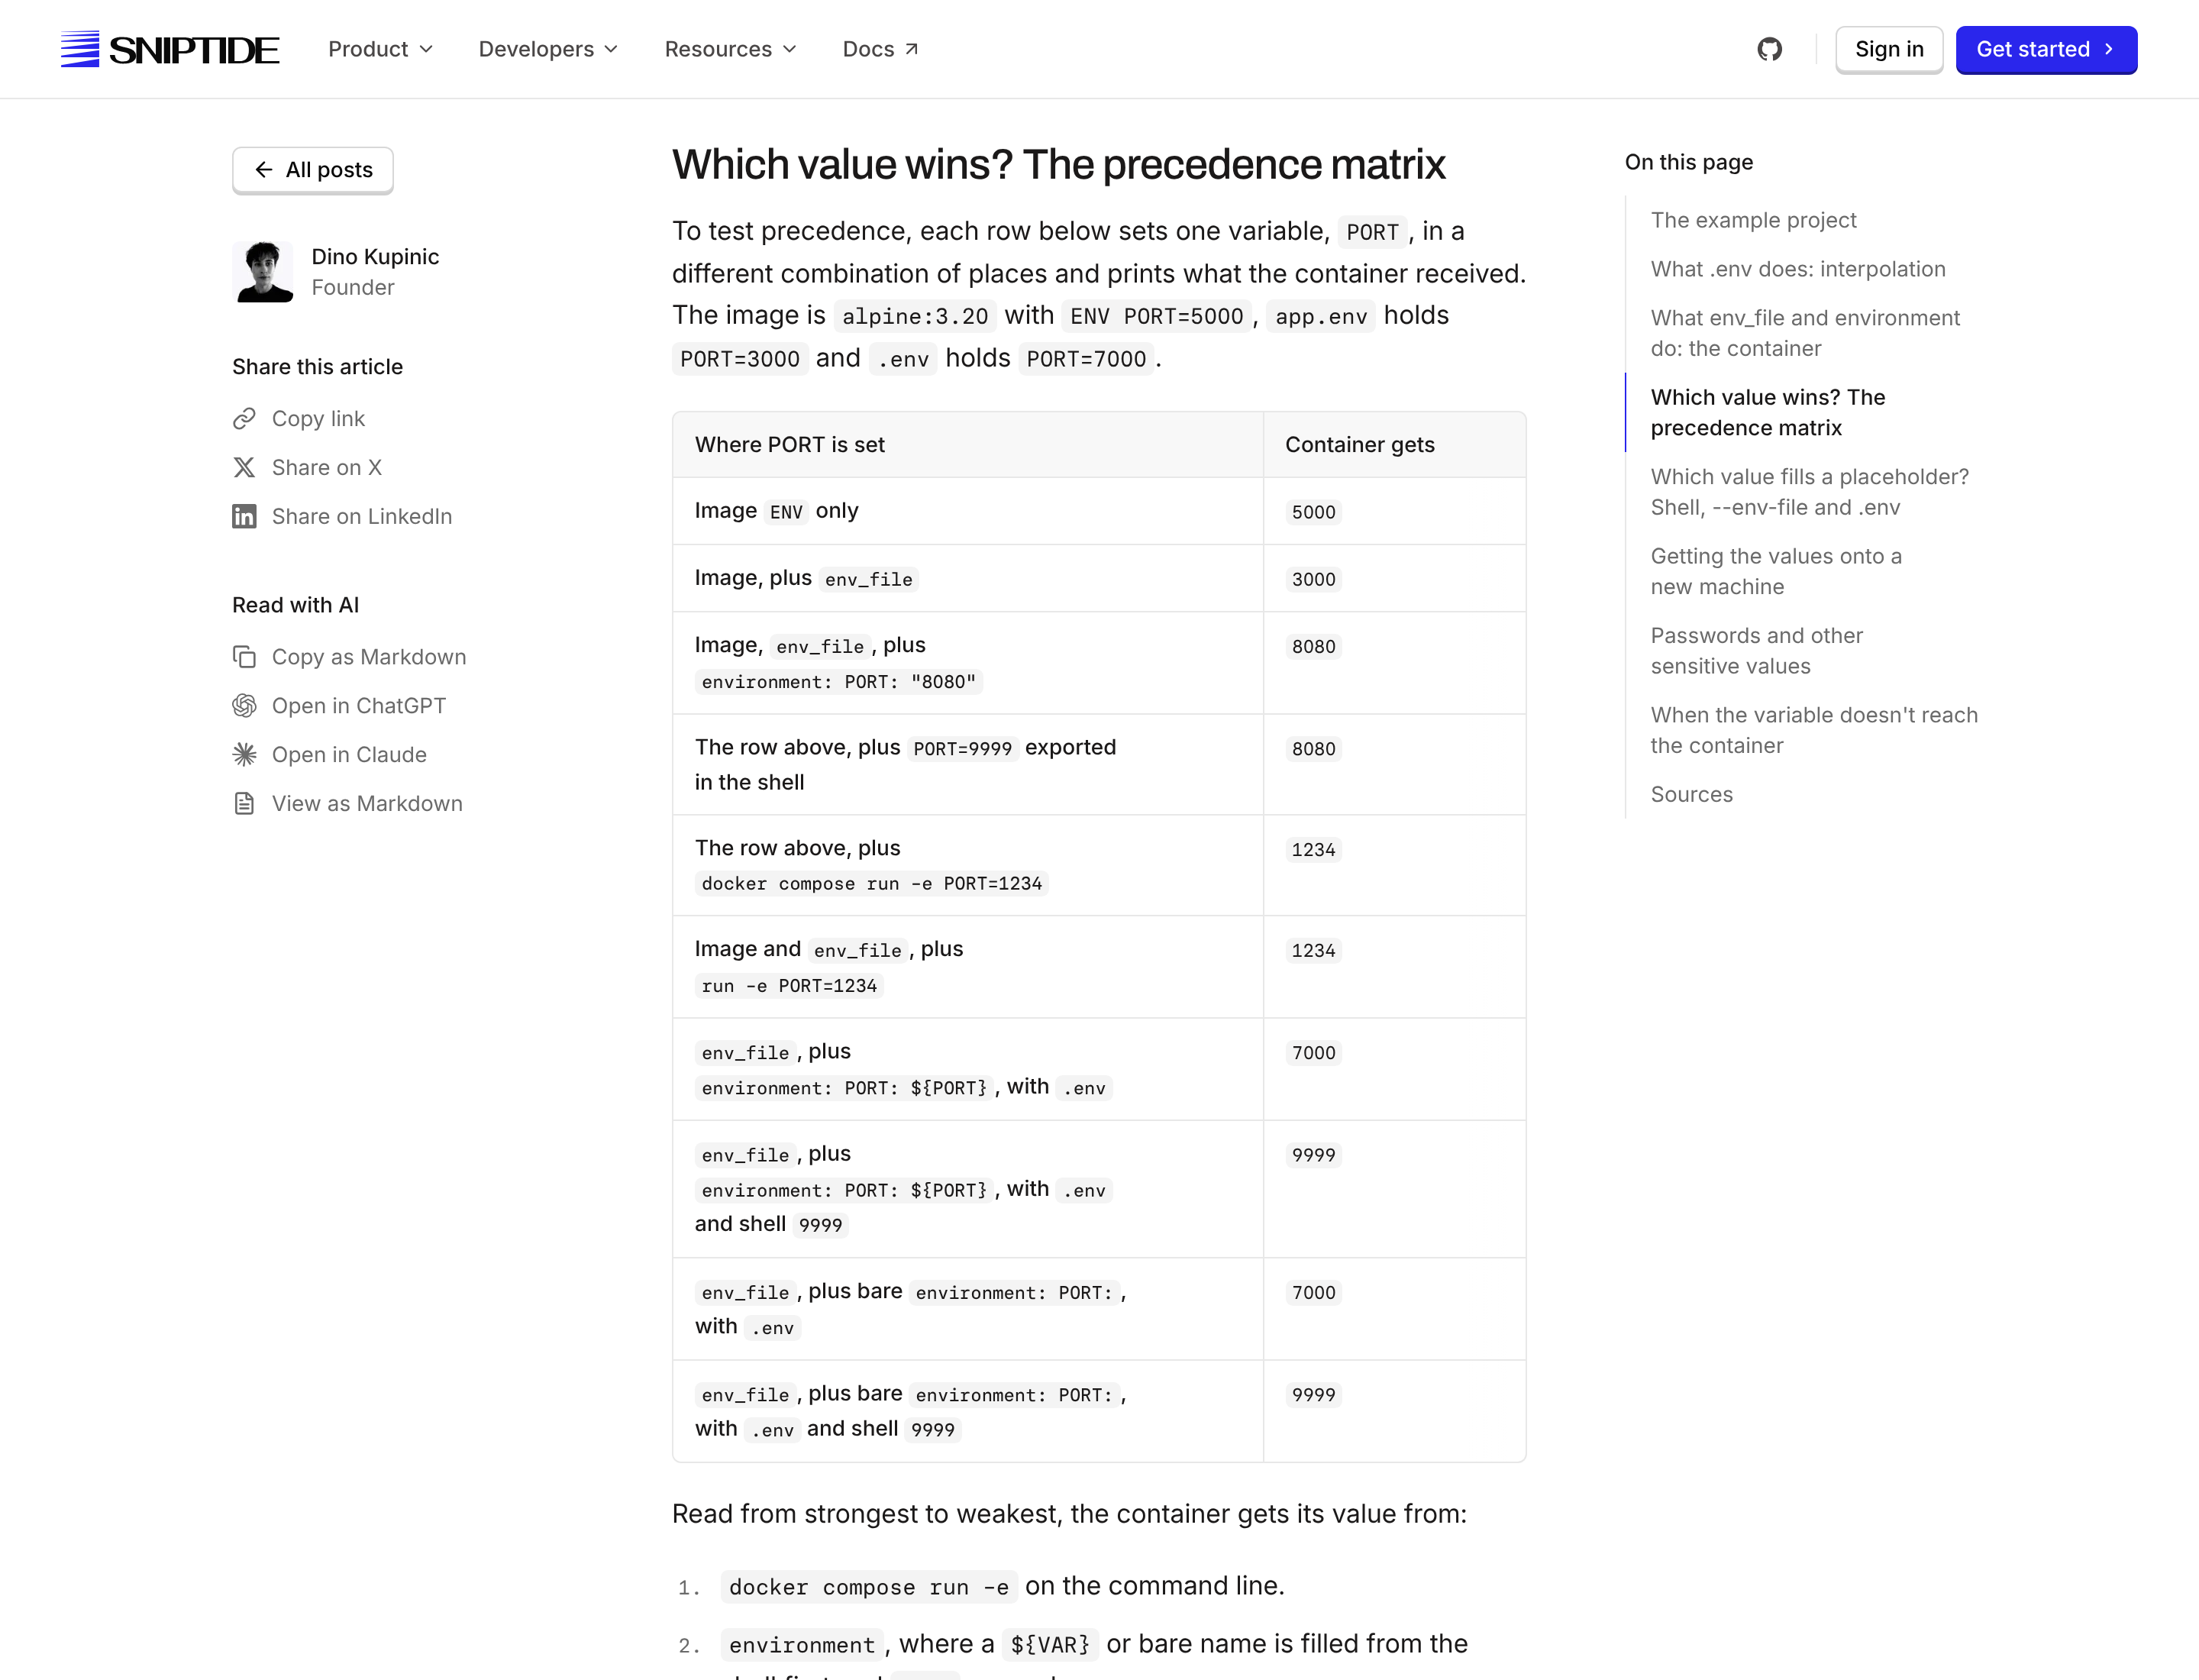 SNIPTIDE
Product
Developers
Resources
Docs
Sign in
Get started
All posts
Dino Kupinic
Founder
Share this article
Copy link
Share on X
Share on LinkedIn
Read with AI
Copy as Markdown
Open in ChatGPT
Open in Claude
View as Markdown
Which value wins? The precedence matrix
To test precedence, each row below sets one variable, PORT, in a
different combination of places and prints what the container received.
The image is alpine:3.20 with ENV PORT=5000, app.env holds
PORT=3000 and .env holds PORT=7000.
Where PORT is set
Container gets
Image ENV only
5000
Image, plus env_file
3000
Image, env_file, plus
environment: PORT: "8080"
8080
The row above, plus PORT=9999 exported
in the shell
8080
The row above, plus
docker compose run -e PORT=1234
1234
Image and env_file, plus
run -e PORT=1234
1234
env_file, plus
environment: PORT: ${PORT}, with .env
7000
env_file, plus
environment: PORT: ${PORT}, with .env
and shell 9999
9999
env_file, plus bare environment: PORT:,
with .env
7000
env_file, plus bare environment: PORT:,
with .env and shell 9999
9999
Read from strongest to weakest, the container gets its value from:
1. docker compose run -e on the command line.
2. environment, where a ${VAR} or bare name is filled from the
On this page
The example project
What .env does: interpolation
What env_file and environment
do: the container
Which value wins? The
precedence matrix
Which value fills a placeholder?
Shell, --env-file and .env
Getting the values onto a
new machine
Passwords and other
sensitive values
When the variable doesn't reach
the container
Sources